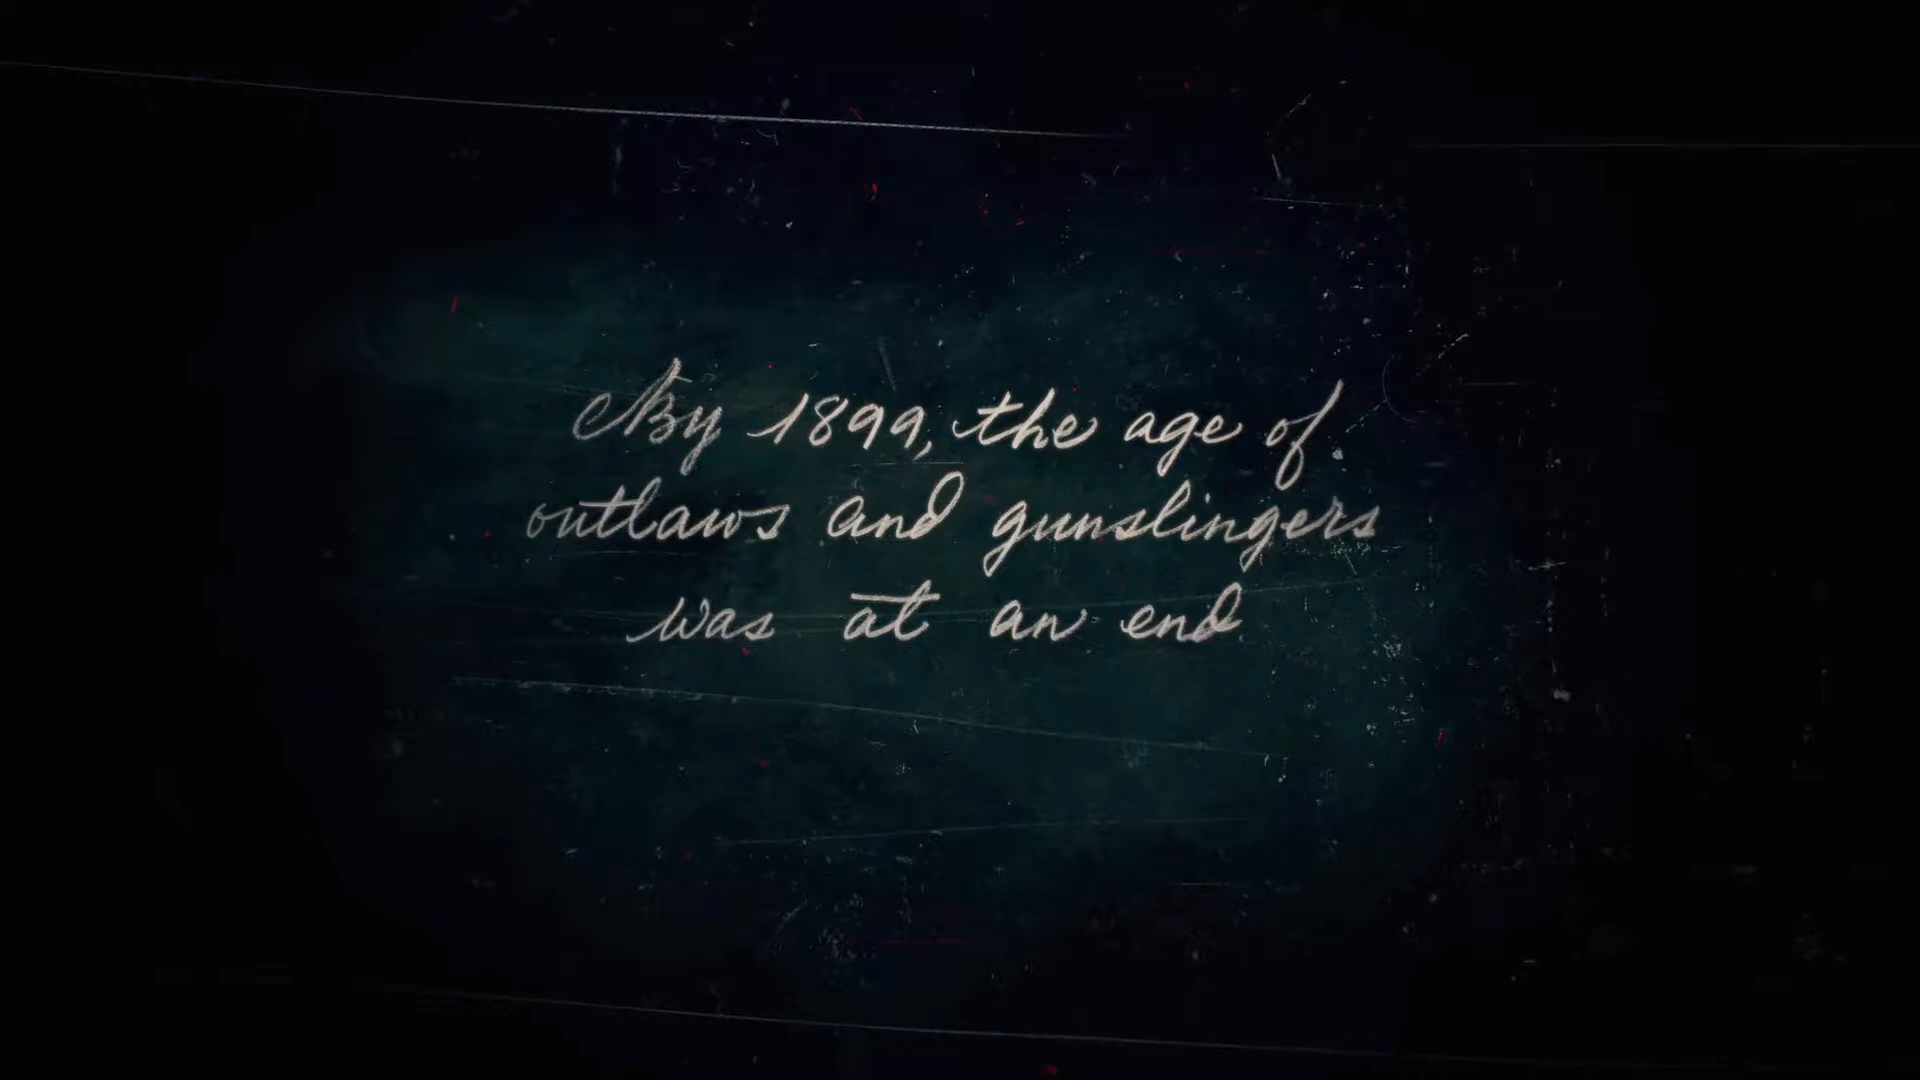 By 1899, the age of
outlaws and gunslingers
was at an end